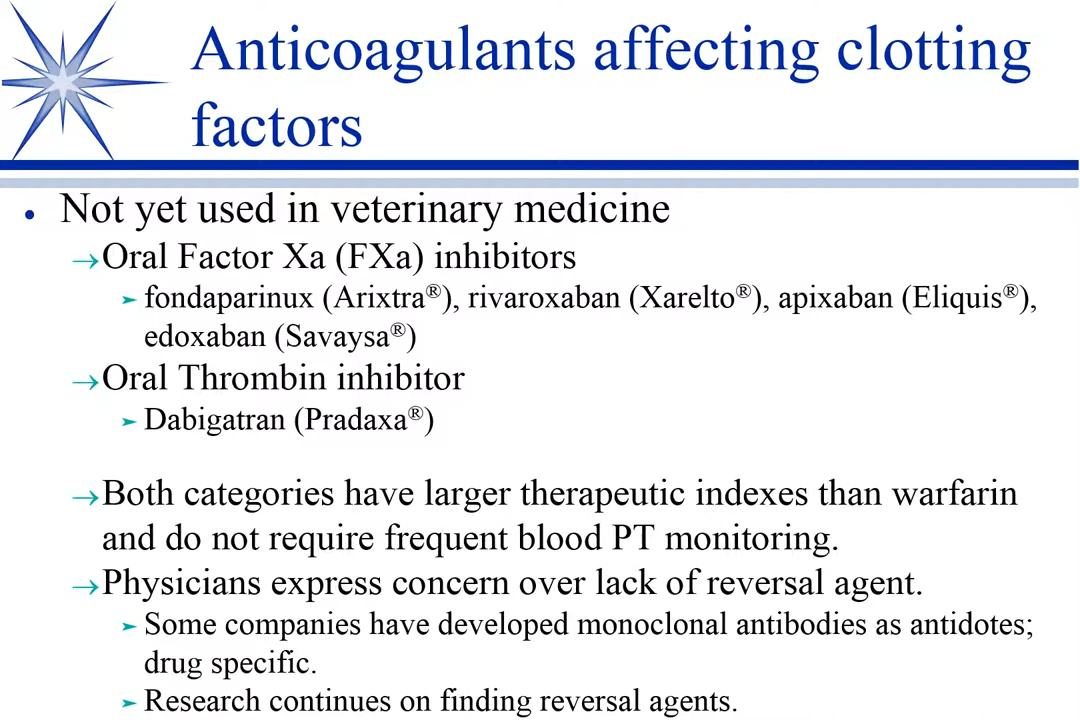 Anticoagulants affecting clotting
factors
• Not yet used in veterinary medicine
→Oral Factor Xa (FXa) inhibitors
➤ fondaparinux (Arixtra®), rivaroxaban (Xarelto®), apixaban (Eliquis®),
edoxaban (Savaysa®)
→Oral Thrombin inhibitor
➤ Dabigatran (Pradaxa®)
→Both categories have larger therapeutic indexes than warfarin
and do not require frequent blood PT monitoring.
→Physicians express concern over lack of reversal agent.
➤ Some companies have developed monoclonal antibodies as antidotes;
drug specific.
➤ Research continues on finding reversal agents.